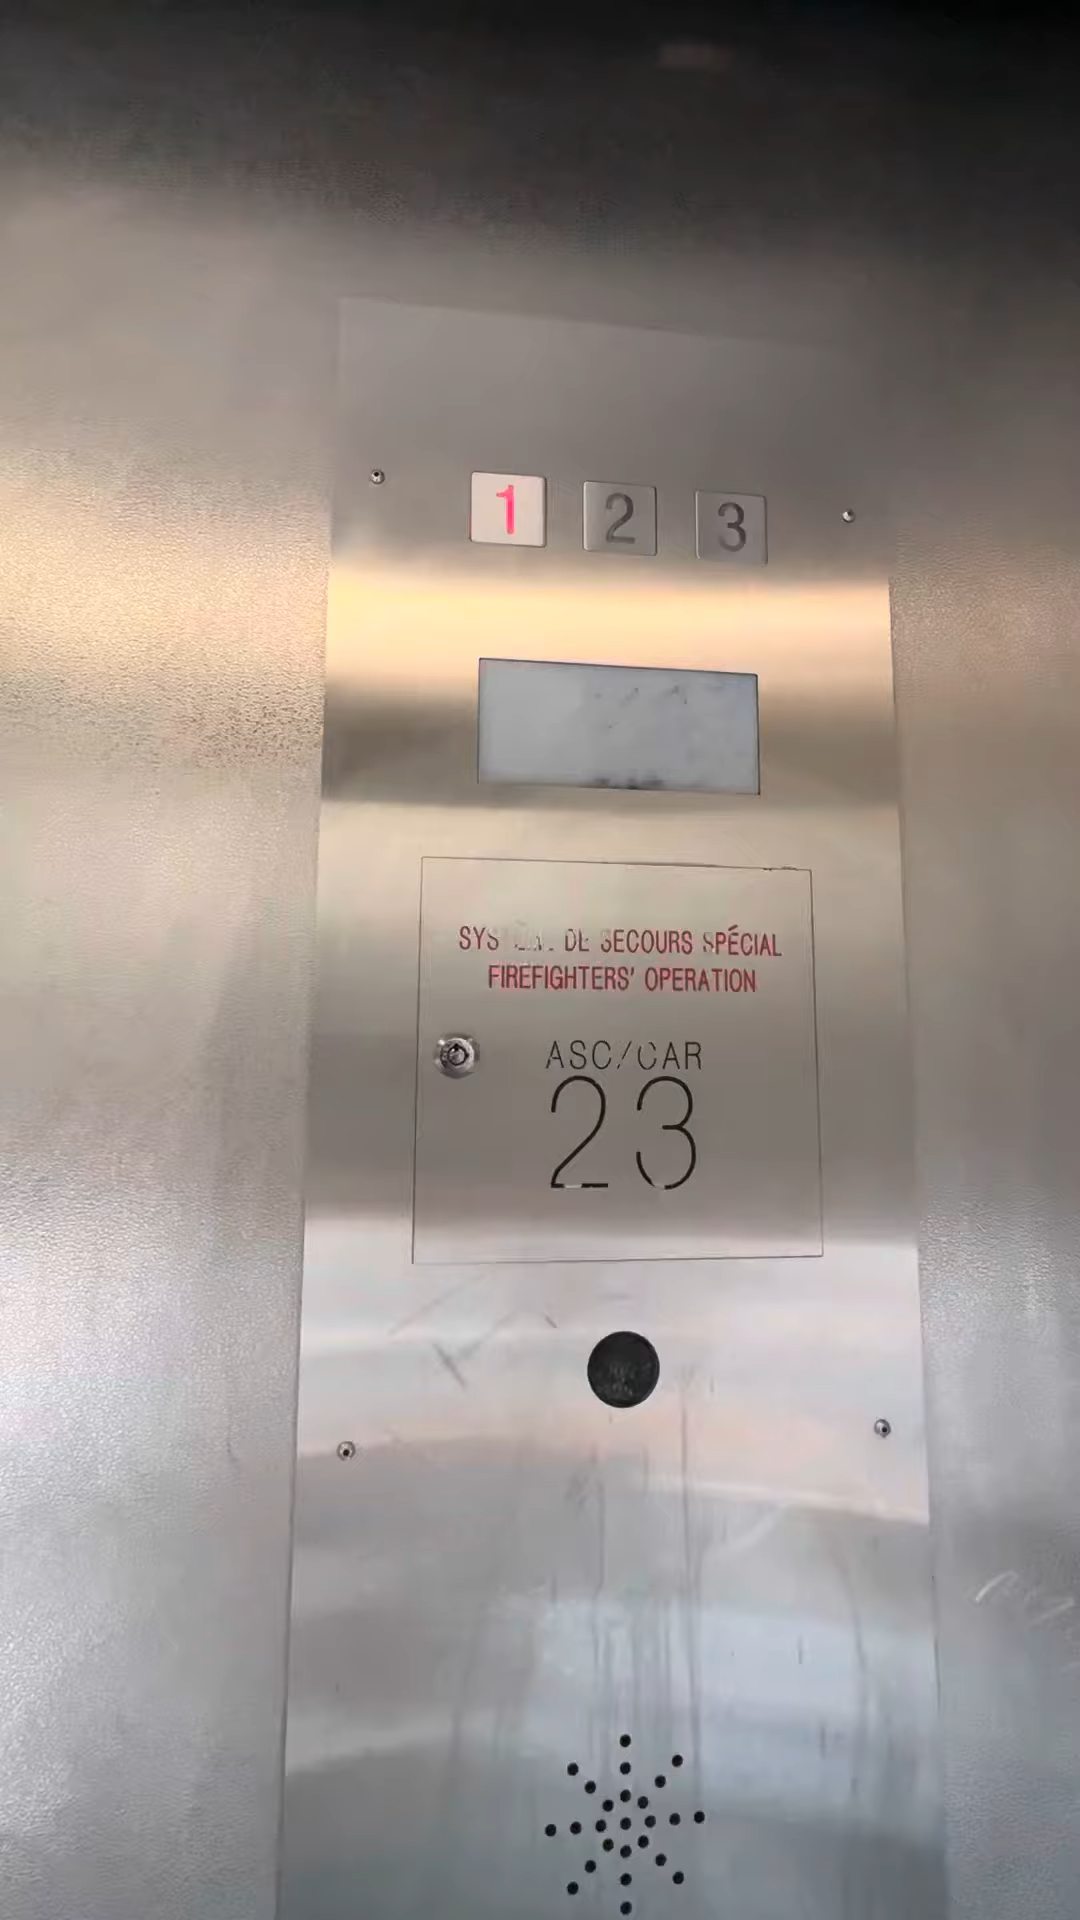 1 2 3
DE SECOURS SPÉCIAL
FIREFIGHTERS' OPERATION
ASC/CAR
23